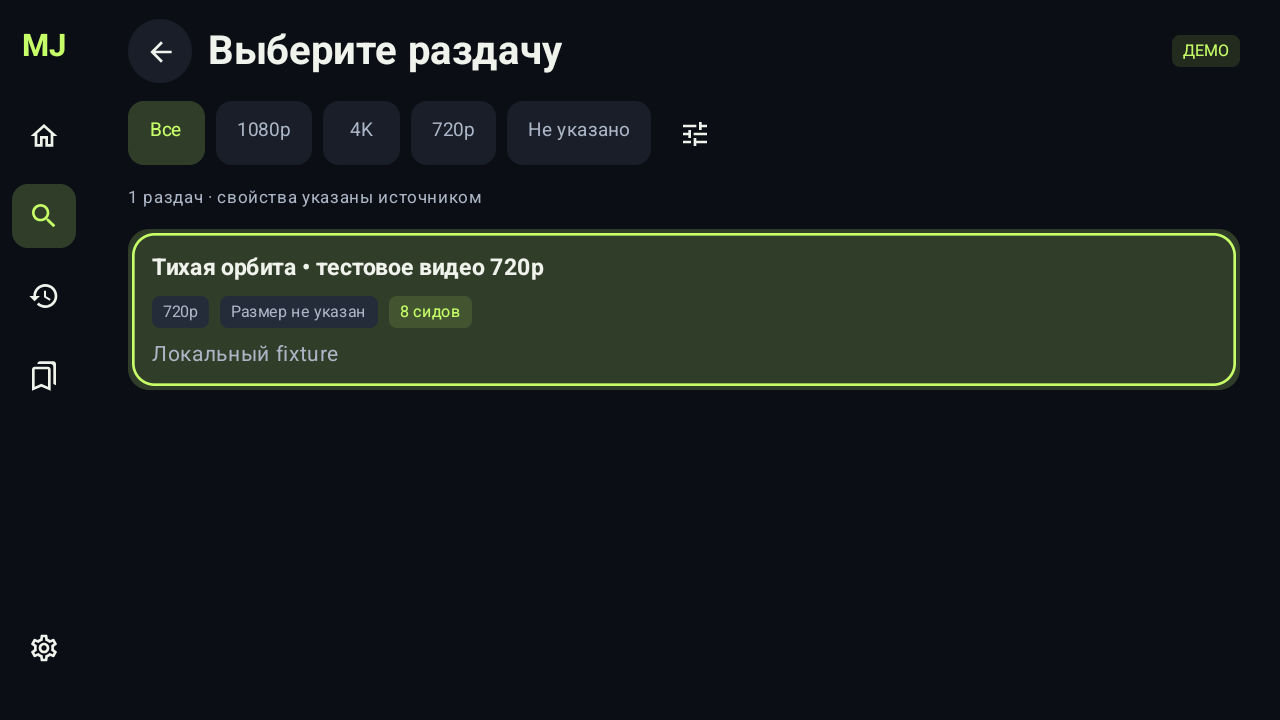 MJ
Выберите раздачу
ДЕМО
Все 1080p 4K 720p Не указано
1 раздач · свойства указаны источником
Тихая орбита • тестовое видео 720p
720p Размер не указан 8 сидов
Локальный fixture